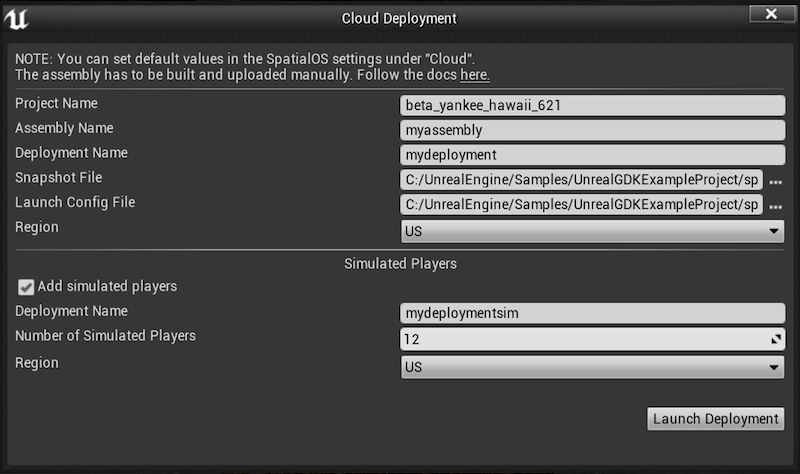 Cloud Deployment
NOTE: You can set default values in the SpatialOS settings under "Cloud".
The assembly has to be built and uploaded manually. Follow the docs here.
Project Name beta_yankee_hawaii_621
Assembly Name myassembly
Deployment Name mydeployment
Snapshot File C:/UnrealEngine/Samples/UnrealGDKExampleProject/sp ...
Launch Config File C:/UnrealEngine/Samples/UnrealGDKExampleProject/sp ...
Region US
Simulated Players
Add simulated players
Deployment Name mydeploymentsim
Number of Simulated Players 12
Region US
Launch Deployment